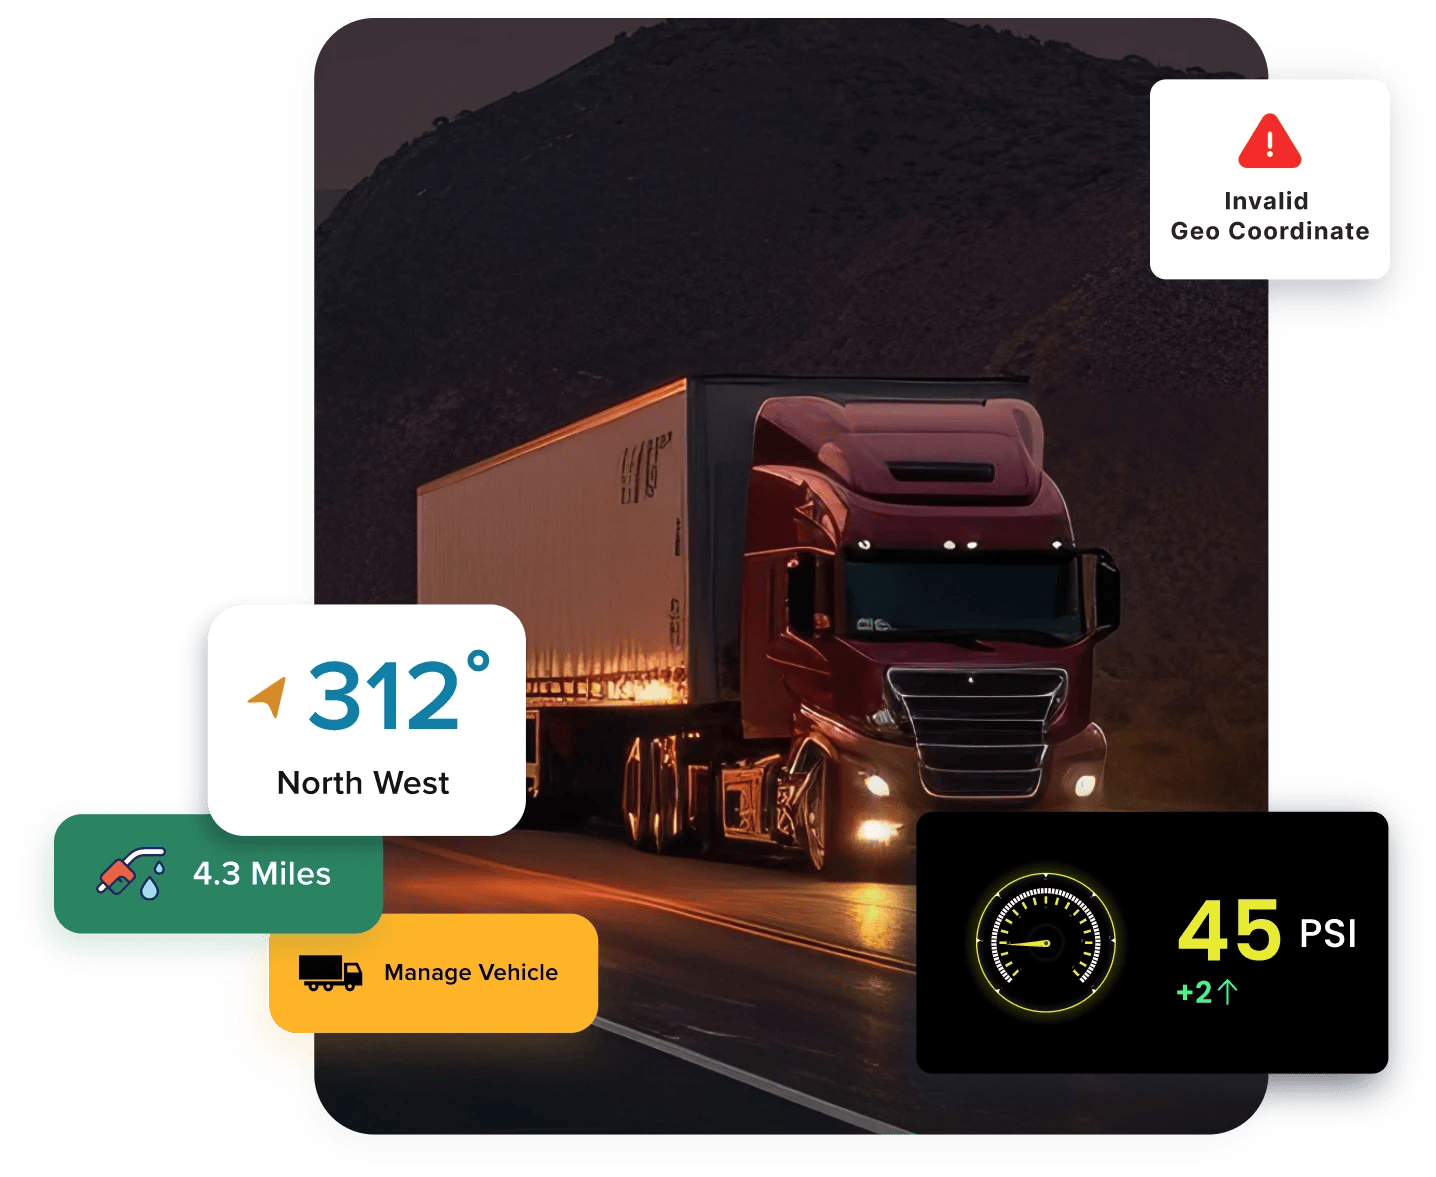 Invalid
Geo Coordinate
312°
North West
4.3 Miles
Manage Vehicle
45 PSI
+2↑